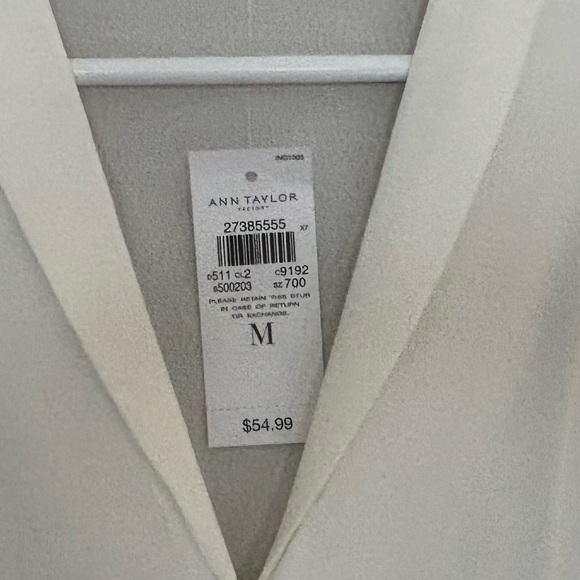 ANN TAYLOR
FACTORY
27385555 X7
D511 CL2 C9192
S500203 SZ700
PLEASE RETAIN THIS STUB
IN CASE OF RETURN
OR EXCHANGE.
M
$54.99